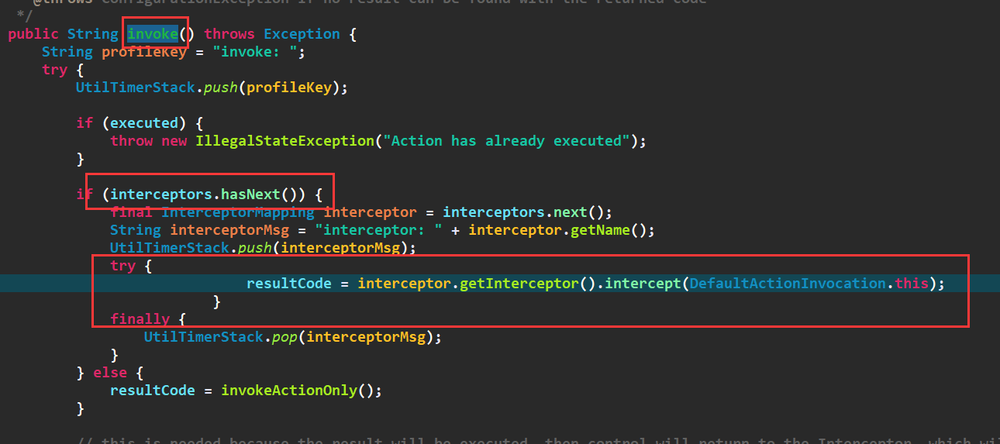 @throws ConfigurationException If no result can be found with the returned code
*/
public String invoke() throws Exception {
String profileKey = "invoke: ";
try {
UtilTimerStack.push(profileKey);
if (executed) {
throw new IllegalStateException("Action has already executed");
}
if (interceptors.hasNext()) {
final InterceptorMapping interceptor = interceptors.next();
String interceptorMsg = "interceptor: " + interceptor.getName();
UtilTimerStack.push(interceptorMsg);
try {
resultCode = interceptor.getInterceptor().intercept(DefaultActionInvocation.this);
}
finally {
UtilTimerStack.pop(interceptorMsg);
}
} else {
resultCode = invokeActionOnly();
}
// this is needed because the result will be executed, then control will return to the Interceptor, which wil